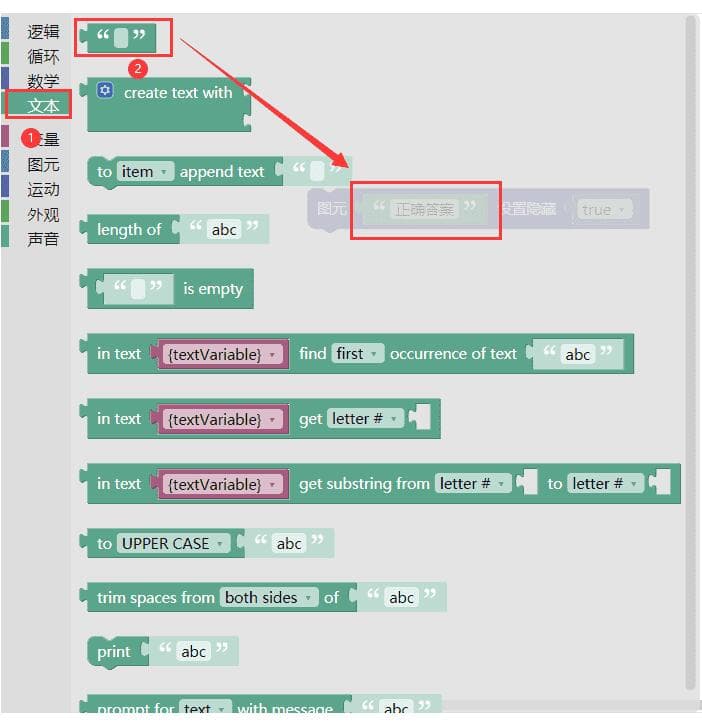 逻辑
循环
数学
文本
1 变量
图元
运动
外观
声音
“ ”
2
create text with
to item append text “ ”
图元 “ 正确答案 ” 设置隐藏 true
length of “ abc ”
“ ” is empty
in text {textVariable} find first occurrence of text “ abc ”
in text {textVariable} get letter #
in text {textVariable} get substring from letter # to letter #
to UPPER CASE “ abc ”
trim spaces from both sides of “ abc ”
print “ abc ”
prompt for text with message “ abc ”